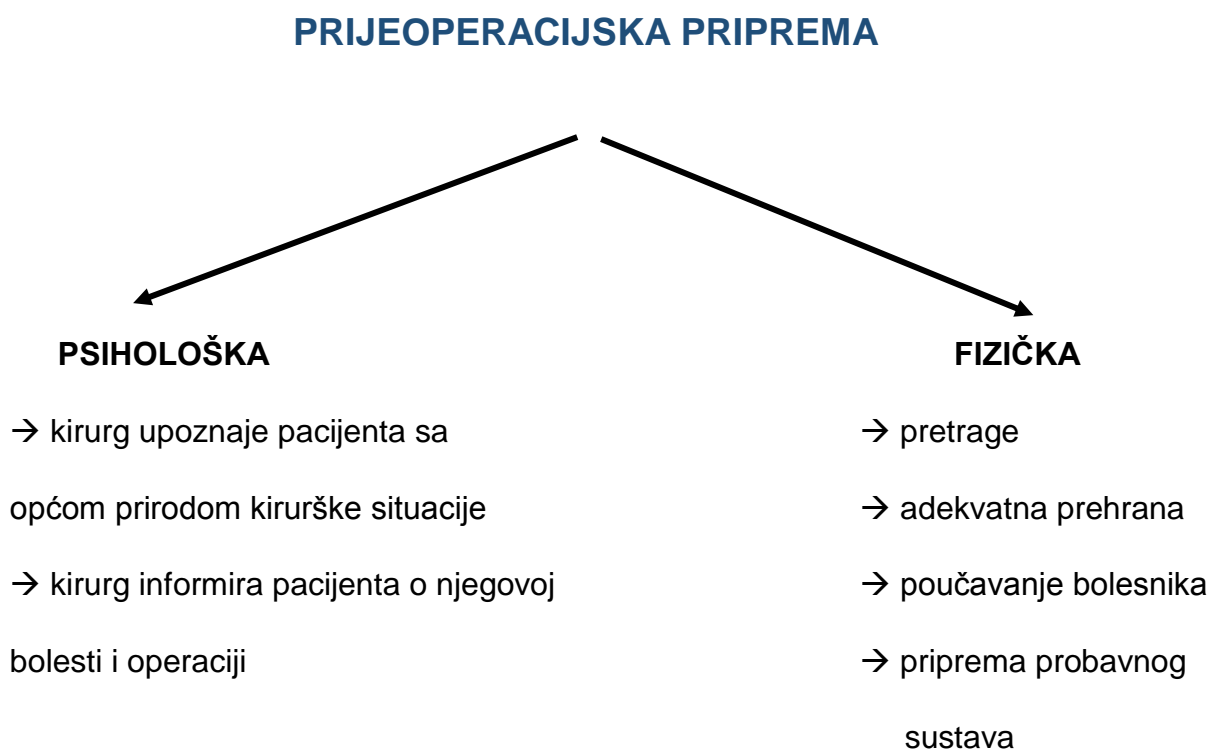 PRIJEOPERACIJSKA PRIPREMA
PSIHOLOŠKA
→ kirurg upoznaje pacijenta sa
općom prirodom kirurške situacije
→ kirurg informira pacijenta o njegovoj
bolesti i operaciji
FIZIČKA
→ pretrage
→ adekvatna prehrana
→ poučavanje bolesnika
→ priprema probavnog
sustava